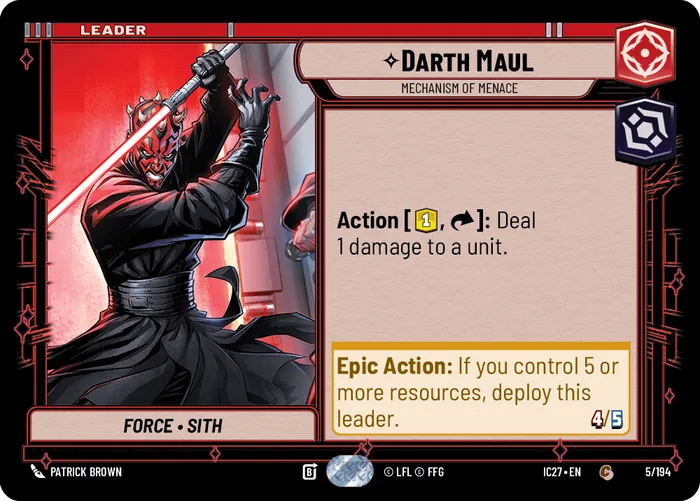 LEADER
✧DARTH MAUL
MECHANISM OF MENACE
Action [1, ]: Deal
1 damage to a unit.
Epic Action: If you control 5 or
more resources, deploy this
leader.
4/5
FORCE • SITH
PATRICK BROWN
B
© LFL © FFG
IC27 • EN
C
5/194